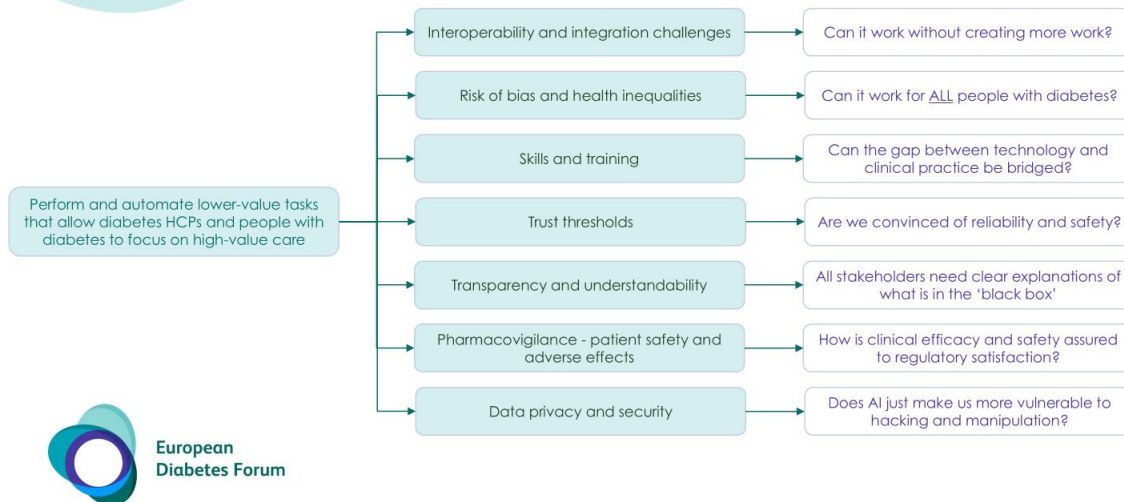 Interoperability and integration challenges
Can it work without creating more work?
Risk of bias and health inequalities
Can it work for ALL people with diabetes?
Skills and training
Can the gap between technology and
clinical practice be bridged?
Perform and automate lower-value tasks
that allow diabetes HCPs and people with
diabetes to focus on high-value care
Trust thresholds
Are we convinced of reliability and safety?
Transparency and understandability
All stakeholders need clear explanations of
what is in the ‘black box’
Pharmacovigilance - patient safety and
adverse effects
How is clinical efficacy and safety assured
to regulatory satisfaction?
Data privacy and security
Does AI just make us more vulnerable to
hacking and manipulation?
European
Diabetes Forum